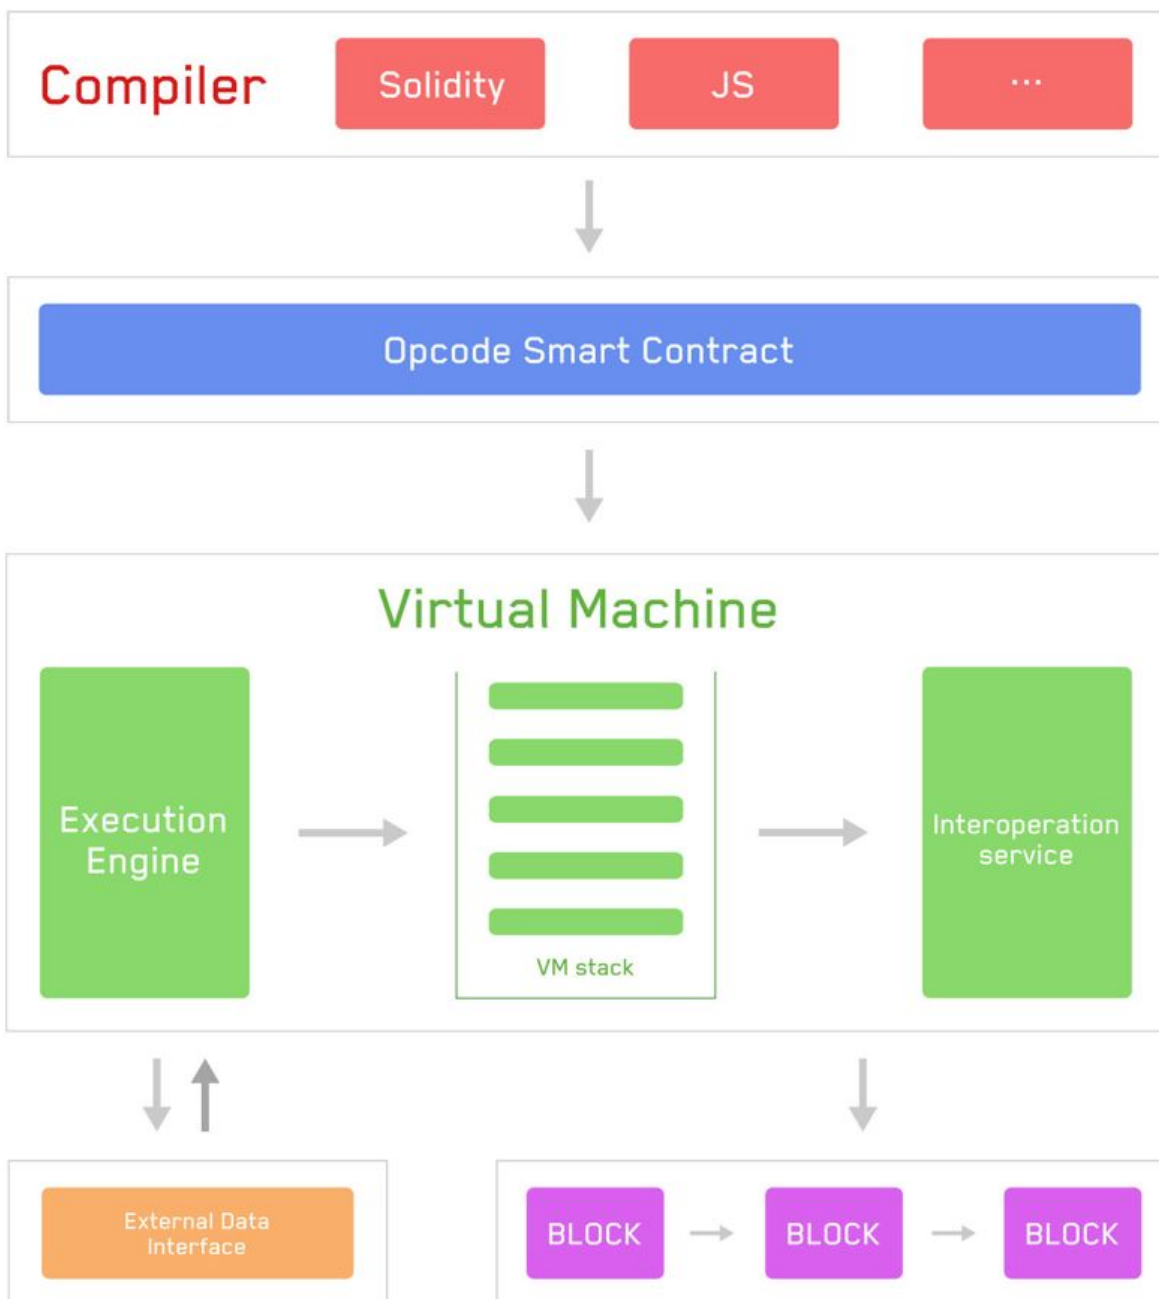 Compiler
Solidity
JS
...
Opcode Smart Contract
Virtual Machine
Execution
Engine
VM stack
Interoperation
service
External Data
Interface
BLOCK
BLOCK
BLOCK